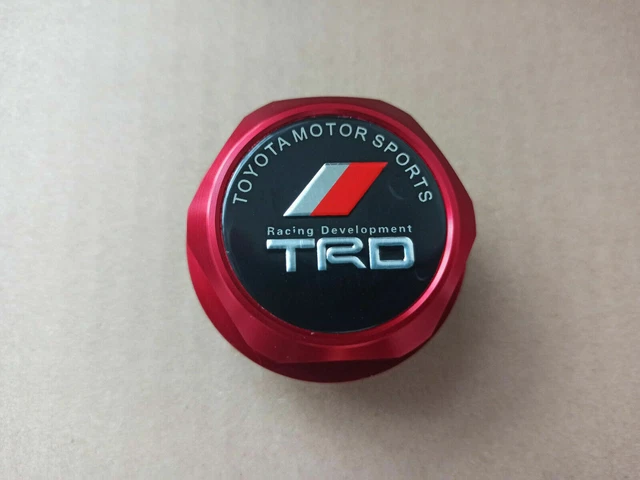 TOYOTA MOTOR SPORTS
Racing Development
TRD